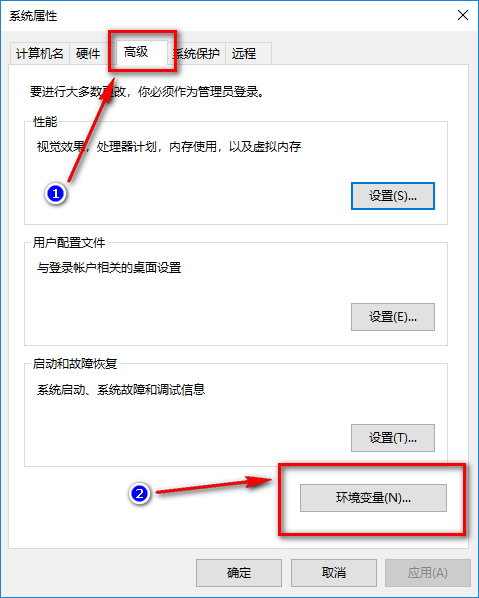 系统属性
计算机名 硬件 高级 系统保护 远程
要进行大多数更改，你必须作为管理员登录。
性能
视觉效果，处理器计划，内存使用，以及虚拟内存
1
设置(S)...
用户配置文件
与登录帐户相关的桌面设置
设置(E)...
启动和故障恢复
系统启动、系统故障和调试信息
设置(T)...
2
环境变量(N)...
确定 取消 应用(A)